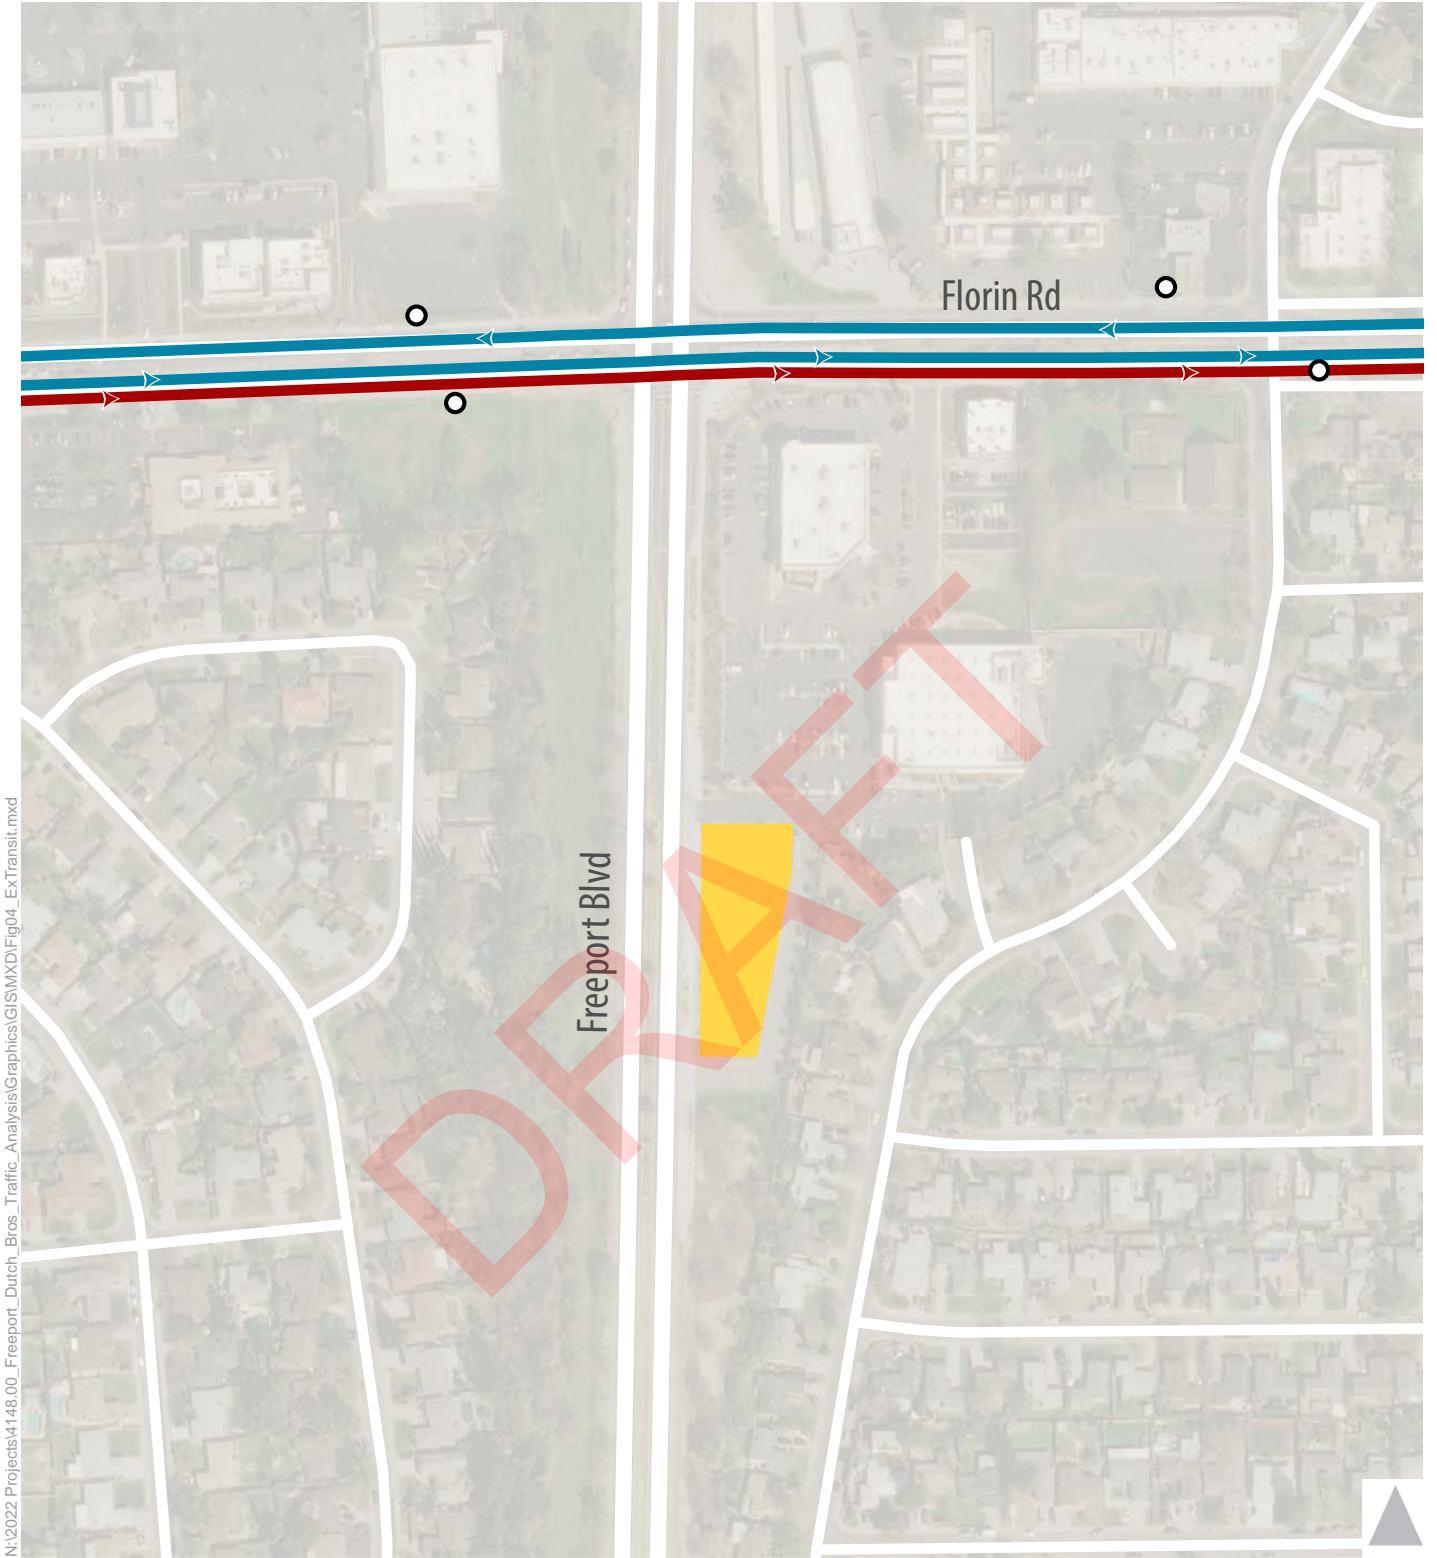 Florin Rd
Freeport Blvd
DRAFT
N:\2022 Projects\4148.00_Freeport_Dutch_Bros_Traffic_Analysis\Graphics\GIS\MXD\Fig04_ExTransit.mxd